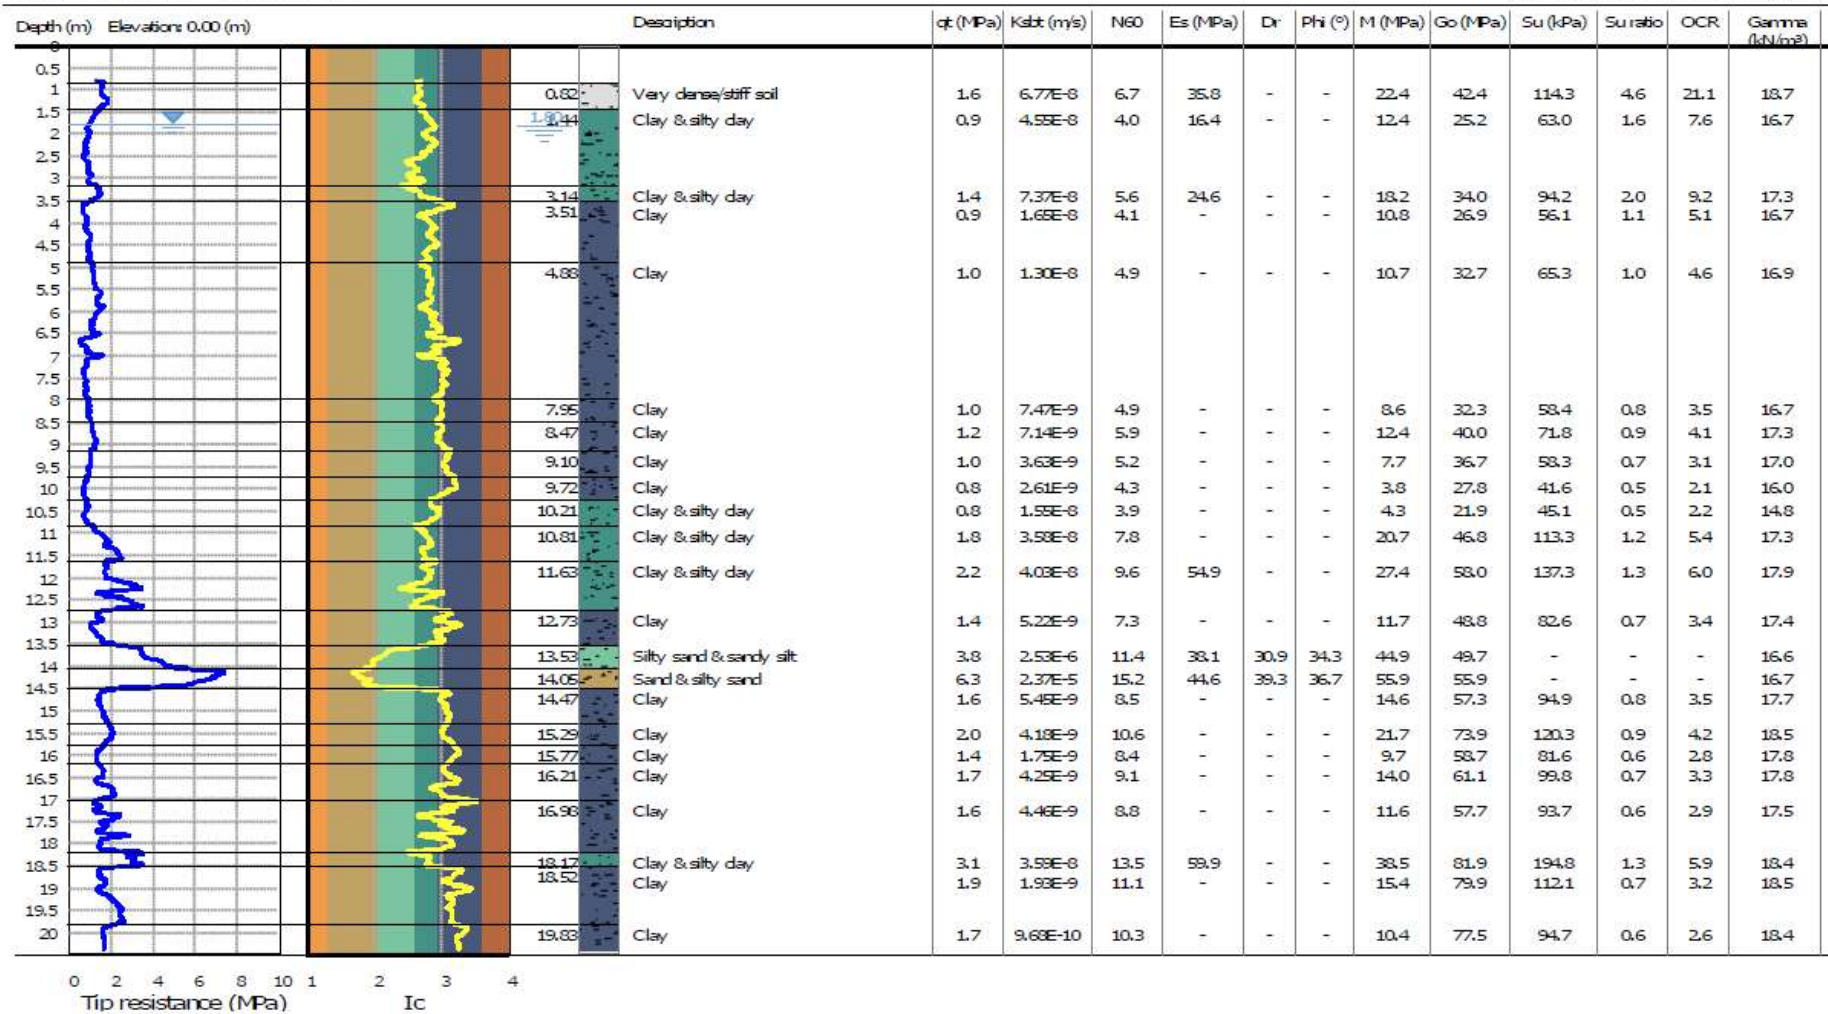 Depth (m) Elevation: 0.00 (m) Description qt (MPa) Ksbt (m/s) N60 Es (MPa) Dr Phi (º) M (MPa) Go (MPa) Su (kPa) Su ratio OCR Gamma (kN/m³)
0
0.5
1 0.82 Very dense/stiff soil 1.6 6.77E-8 6.7 35.8 - - 22.4 42.4 114.3 4.6 21.1 18.7
1.5 1.80 1.44 Clay & silty clay 0.9 4.55E-8 4.0 16.4 - - 12.4 25.2 63.0 1.6 7.6 16.7
2
2.5
3
3.5 3.14 Clay & silty clay 1.4 7.37E-8 5.6 24.6 - - 18.2 34.0 94.2 2.0 9.2 17.3
3.51 Clay 0.9 1.65E-8 4.1 - - - 10.8 26.9 56.1 1.1 5.1 16.7
4
4.5
5 4.88 Clay 1.0 1.30E-8 4.9 - - - 10.7 32.7 65.3 1.0 4.6 16.9
5.5
6
6.5
7
7.5
8 7.95 Clay 1.0 7.47E-9 4.9 - - - 8.6 32.3 58.4 0.8 3.5 16.7
8.5 8.47 Clay 1.2 7.14E-9 5.9 - - - 12.4 40.0 71.8 0.9 4.1 17.3
9 9.10 Clay 1.0 3.63E-9 5.2 - - - 7.7 36.7 58.3 0.7 3.1 17.0
9.5
10 9.72 Clay 0.8 2.61E-9 4.3 - - - 3.8 27.8 41.6 0.5 2.1 16.0
10.5 10.21 Clay & silty clay 0.8 1.55E-8 3.9 - - - 4.3 21.9 45.1 0.5 2.2 14.8
11 10.81 Clay & silty clay 1.8 3.58E-8 7.8 - - - 20.7 46.8 113.3 1.2 5.4 17.3
11.5
12 11.63 Clay & silty clay 2.2 4.03E-8 9.6 54.9 - - 27.4 58.0 137.3 1.3 6.0 17.9
12.5
13 12.73 Clay 1.4 5.22E-9 7.3 - - - 11.7 48.8 82.6 0.7 3.4 17.4
13.5 13.53 Silty sand & sandy silt 3.8 2.53E-6 11.4 38.1 30.9 34.3 44.9 49.7 - - - 16.6
14 14.05 Sand & silty sand 6.3 2.37E-5 15.2 44.6 39.3 36.7 55.9 55.9 - - - 16.7
14.5 14.47 Clay 1.6 5.45E-9 8.5 - - - 14.6 57.3 94.9 0.8 3.5 17.7
15
15.5 15.29 Clay 2.0 4.18E-9 10.6 - - - 21.7 73.9 120.3 0.9 4.2 18.5
16 15.77 Clay 1.4 1.75E-9 8.4 - - - 9.7 58.7 81.6 0.6 2.8 17.8
16.5 16.21 Clay 1.7 4.25E-9 9.1 - - - 14.0 61.1 99.8 0.7 3.3 17.8
17 16.98 Clay 1.6 4.46E-9 8.8 - - - 11.6 57.7 93.7 0.6 2.9 17.5
17.5
18
18.5 18.17 Clay & silty clay 3.1 3.59E-8 13.5 59.9 - - 38.5 81.9 194.8 1.3 5.9 18.4
19 18.52 Clay 1.9 1.93E-9 11.1 - - - 15.4 79.9 112.1 0.7 3.2 18.5
19.5
20 19.83 Clay 1.7 9.68E-10 10.3 - - - 10.4 77.5 94.7 0.6 2.6 18.4
0 2 4 6 8 10 1 2 3 4
Tip resistance (MPa) Ic